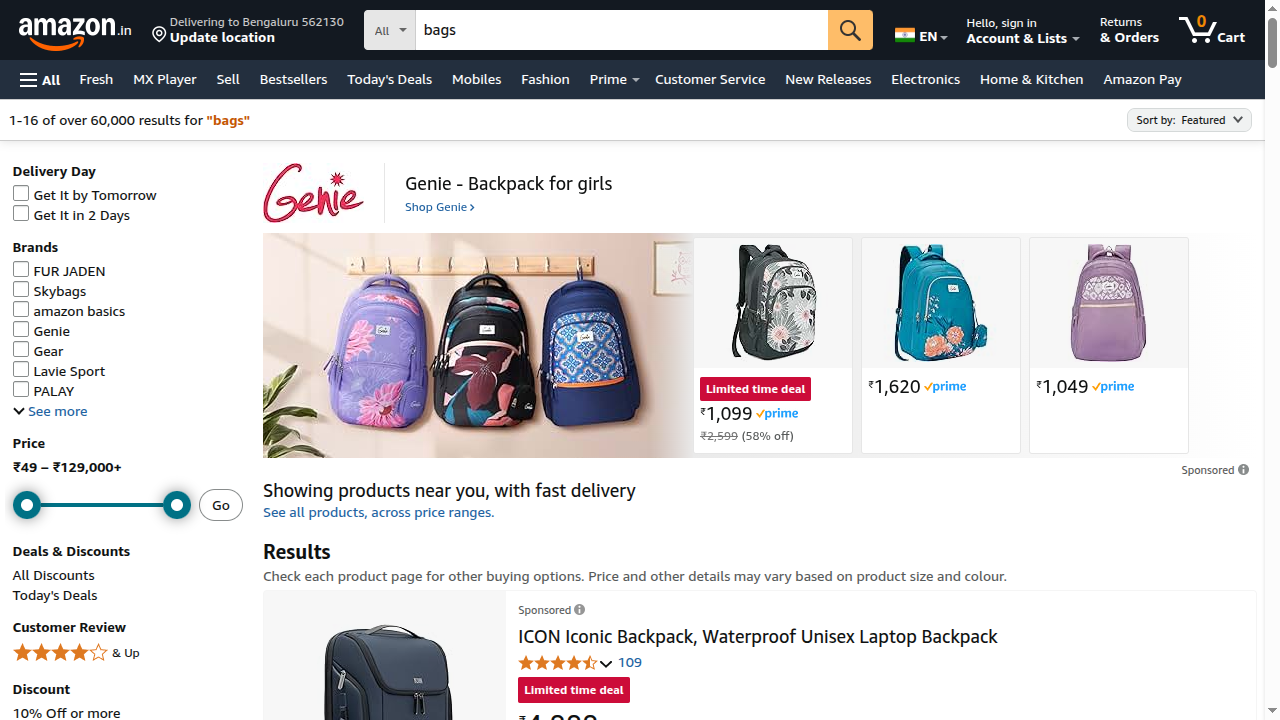 amazon.in
Delivering to Bengaluru 562130
Update location
All
bags
EN
Hello, sign in
Account & Lists
Returns
& Orders
0
Cart
All
Fresh
MX Player
Sell
Bestsellers
Today's Deals
Mobiles
Fashion
Prime
Customer Service
New Releases
Electronics
Home & Kitchen
Amazon Pay
1-16 of over 60,000 results for "bags"
Sort by: Featured
Delivery Day
Get It by Tomorrow
Get It in 2 Days
Brands
FUR JADEN
Skybags
amazon basics
Genie
Gear
Lavie Sport
PALAY
See more
Price
₹49 – ₹129,000+
Go
Deals & Discounts
All Discounts
Today's Deals
Customer Review
& Up
Discount
10% Off or more
Genie
Genie - Backpack for girls
Shop Genie ›
Limited time deal
₹1,099 prime
₹2,599 (58% off)
₹1,620 prime
₹1,049 prime
Sponsored
Showing products near you, with fast delivery
See all products, across price ranges.
Results
Check each product page for other buying options. Price and other details may vary based on product size and colour.
Sponsored
ICON Iconic Backpack, Waterproof Unisex Laptop Backpack
109
Limited time deal